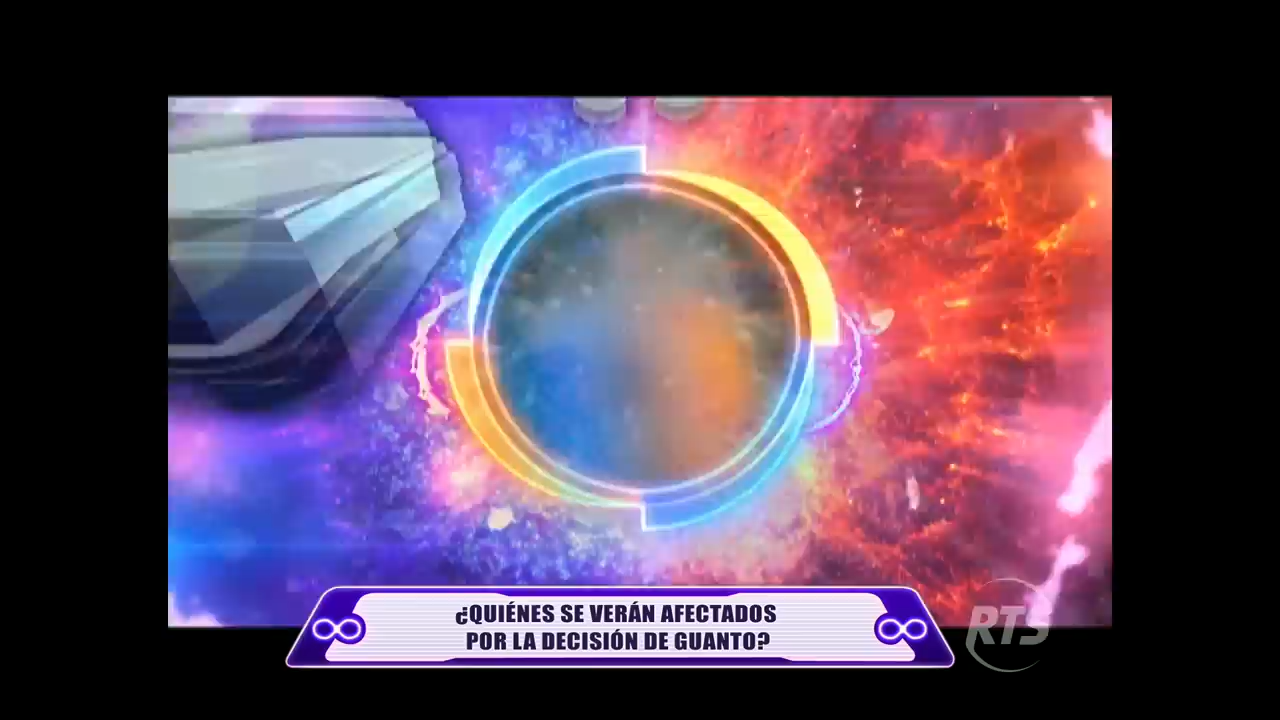 ¿QUIÉNES SE VERÁN AFECTADOS
POR LA DECISIÓN DE GUANTO?
RTS